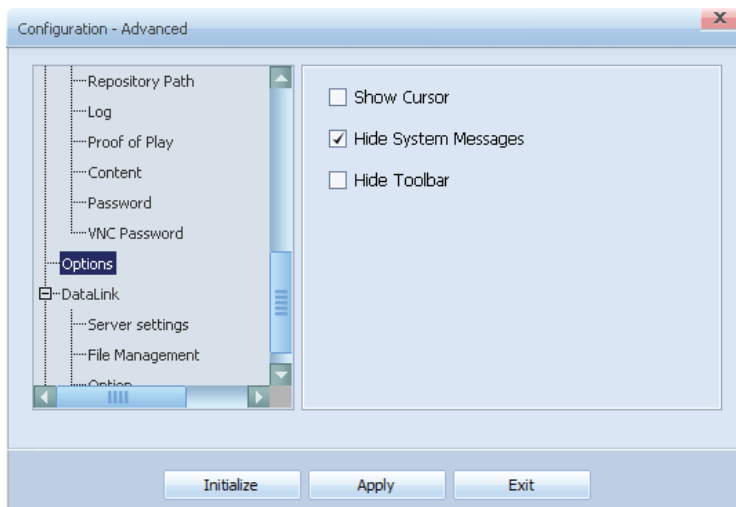 Configuration - Advanced
X
Repository Path
Log
Proof of Play
Content
Password
VNC Password
Options
DataLink
Server settings
File Management
Option
Show Cursor
Hide System Messages
Hide Toolbar
Initialize
Apply
Exit